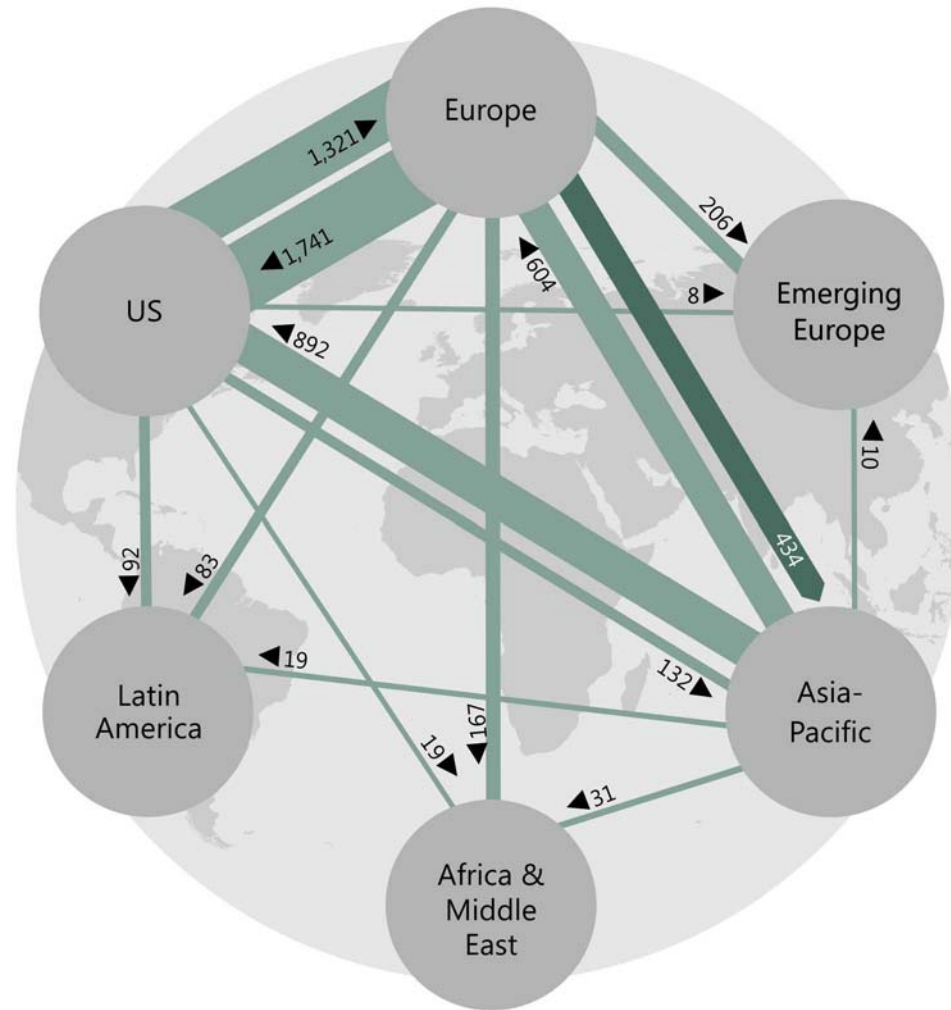 Europe
1,321
206
1,741
604
US
8
Emerging
Europe
892
10
434
92
83
19
132
Latin
America
Asia-
Pacific
19
167
31
Africa &
Middle
East